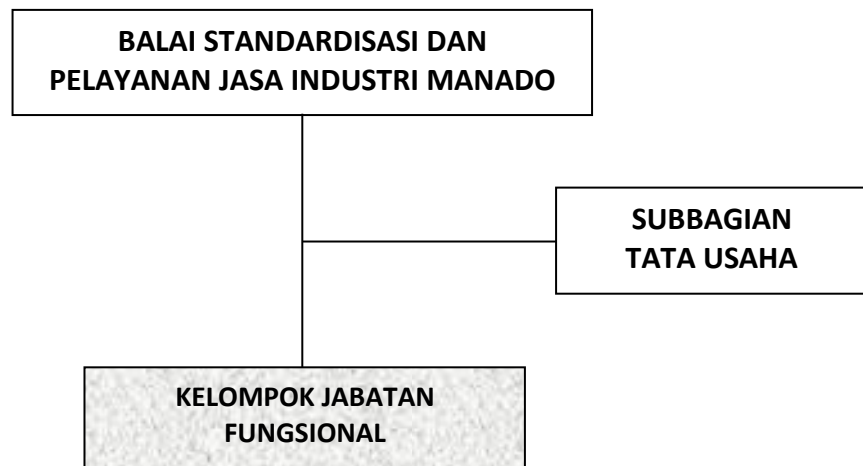 BALAI STANDARDISASI DAN
PELAYANAN JASA INDUSTRI MANADO
SUBBAGIAN
TATA USAHA
KELOMPOK JABATAN
FUNGSIONAL